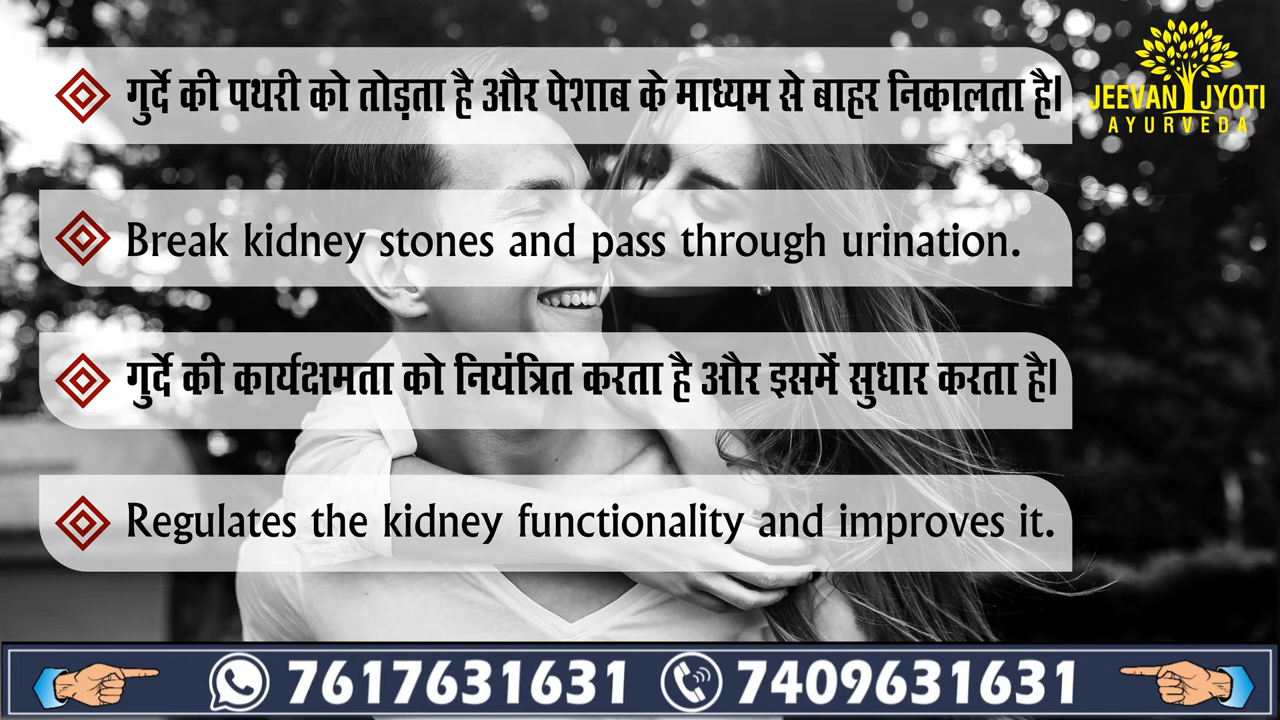 गुर्दे की पथरी को तोड़ता है और पेशाब के माध्यम से बाहर निकालता है।
JEEVAN JYOTI
AYURVEDA
Break kidney stones and pass through urination.
गुर्दे की कार्यक्षमता को नियंत्रित करता है और इसमें सुधार करता है।
Regulates the kidney functionality and improves it.
7617631631 7409631631